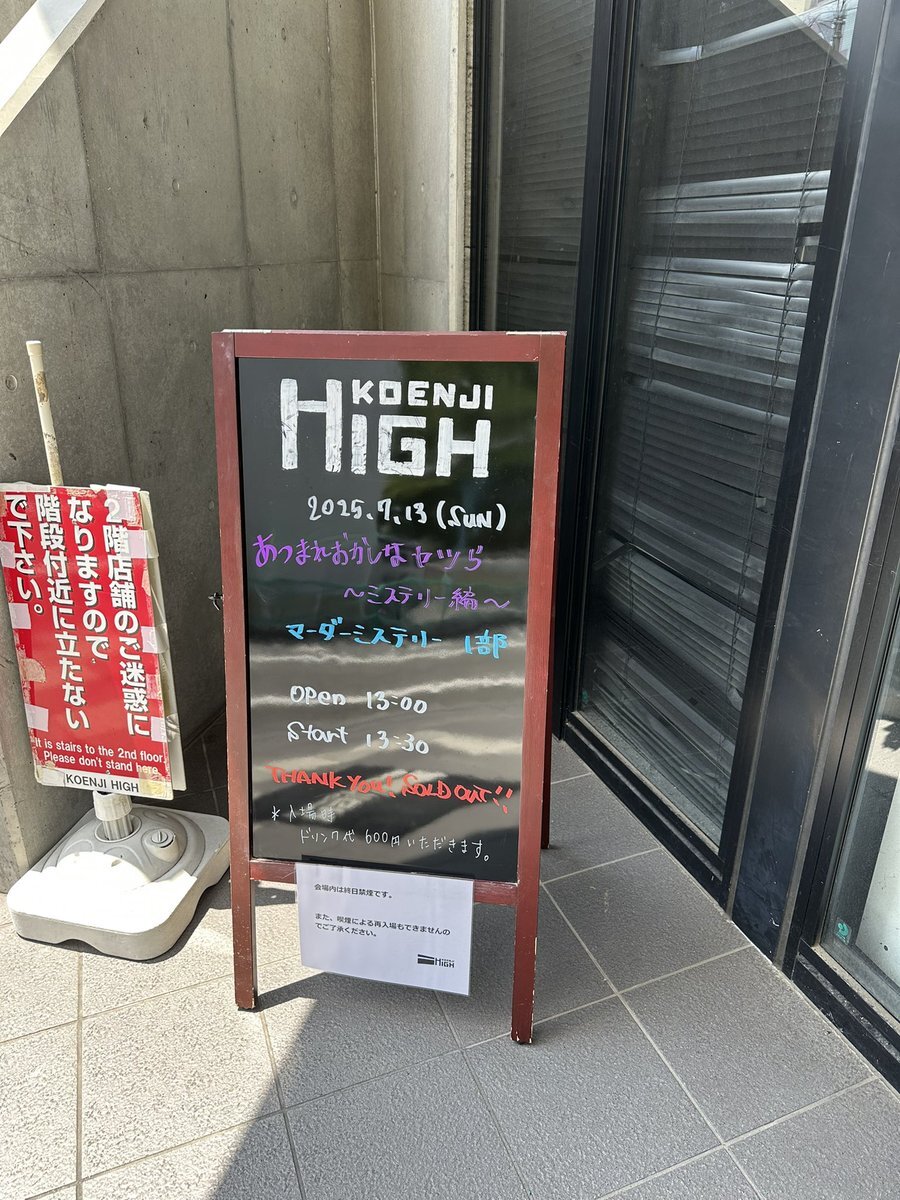 KOENJI
HIGH
2025.7.13 (SUN)
あつまれおかしなヤツら
～ミステリー編～
マーダーミステリー 1部
open 13:00
Start 13:30
THANK YOU! SOLD OUT!!
*入場時
ドリンク代 600円いただきます。
会場内は終日禁煙です。
また、喫煙による再入場もできませんの
でご了承ください。
KOENJI
HIGH
2階店舗のご迷惑に
なりますので
階段付近に立たない
で下さい。
It is stairs to the 2nd floor
Please don't stand here
KOENJI HIGH